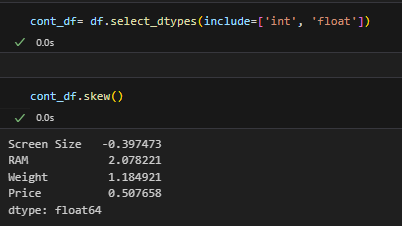 cont_df= df.select_dtypes(include=['int', 'float'])
0.0s
cont_df.skew()
0.0s
Screen Size   -0.397473
RAM            2.078221
Weight         1.184921
Price          0.507658
dtype: float64